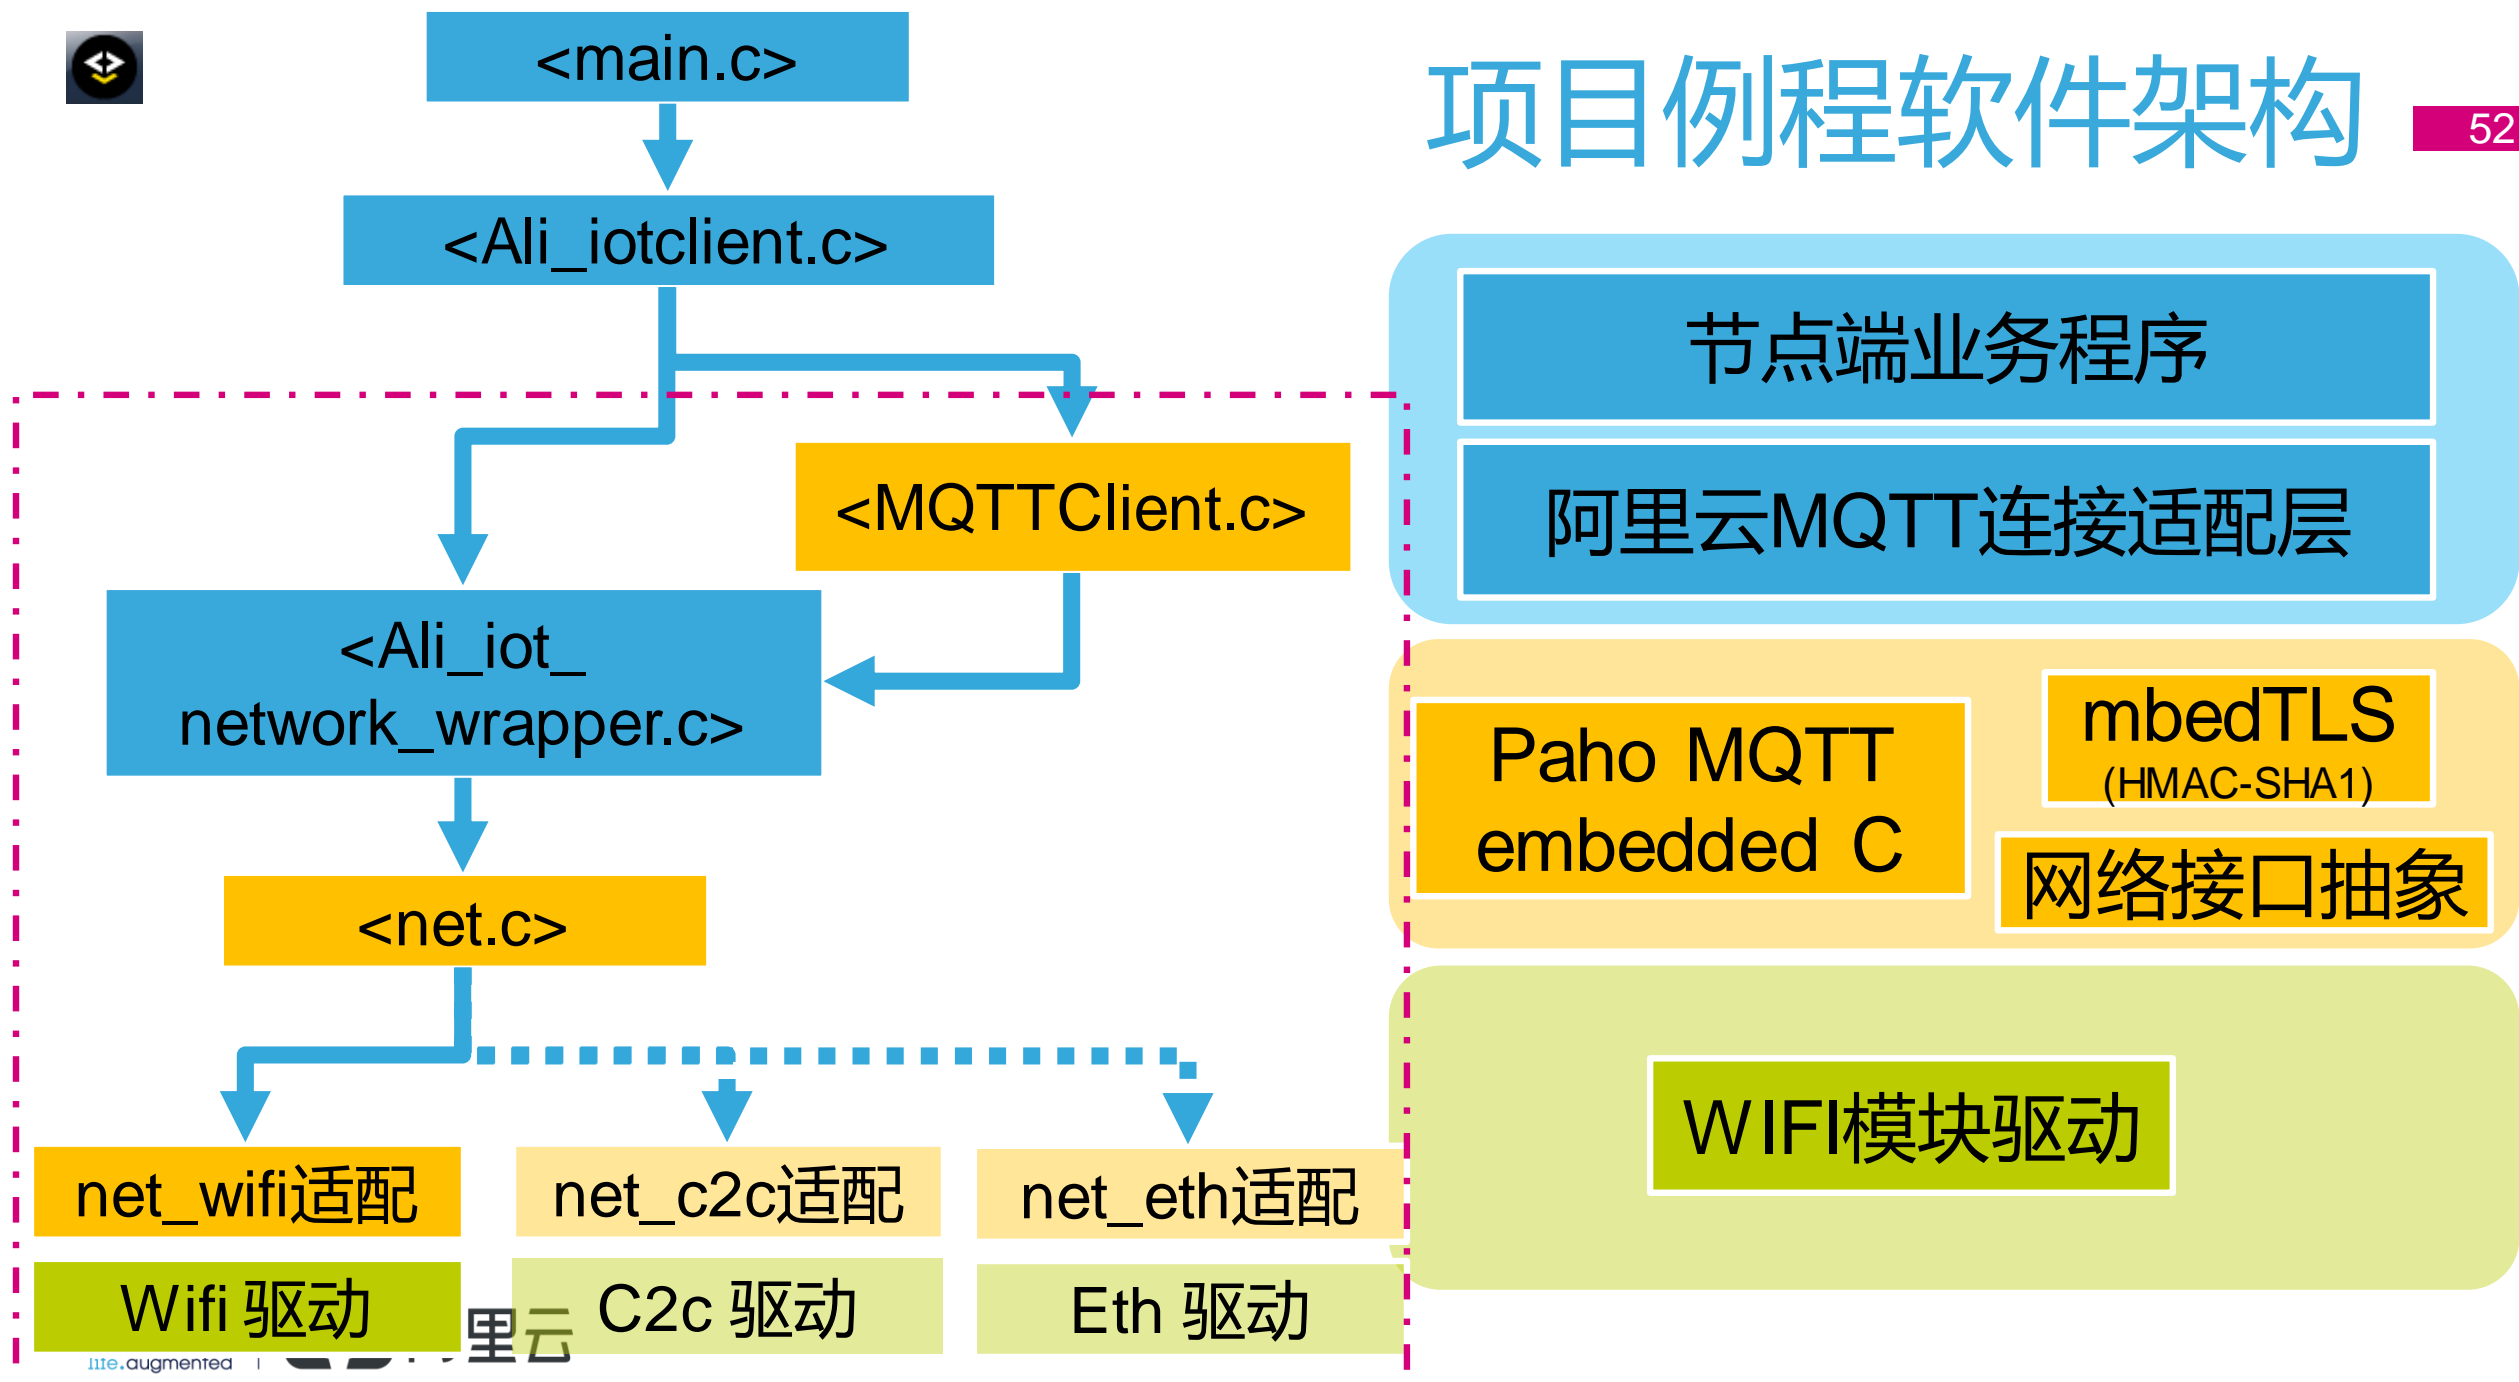 <main.c>
项目例程软件架构
52
<Ali_iotclient.c>
节点端业务程序
<MQTTClient.c>
阿里云MQTT连接适配层
<Ali_iot_
network_wrapper.c>
Paho MQTT
embedded C
mbedTLS
(HMAC-SHA1)
网络接口抽象
<net.c>
WIFI模块驱动
net_wifi适配
net_c2c适配
net_eth适配
Wifi 驱动
C2c 驱动
Eth 驱动
life.augmented
里云